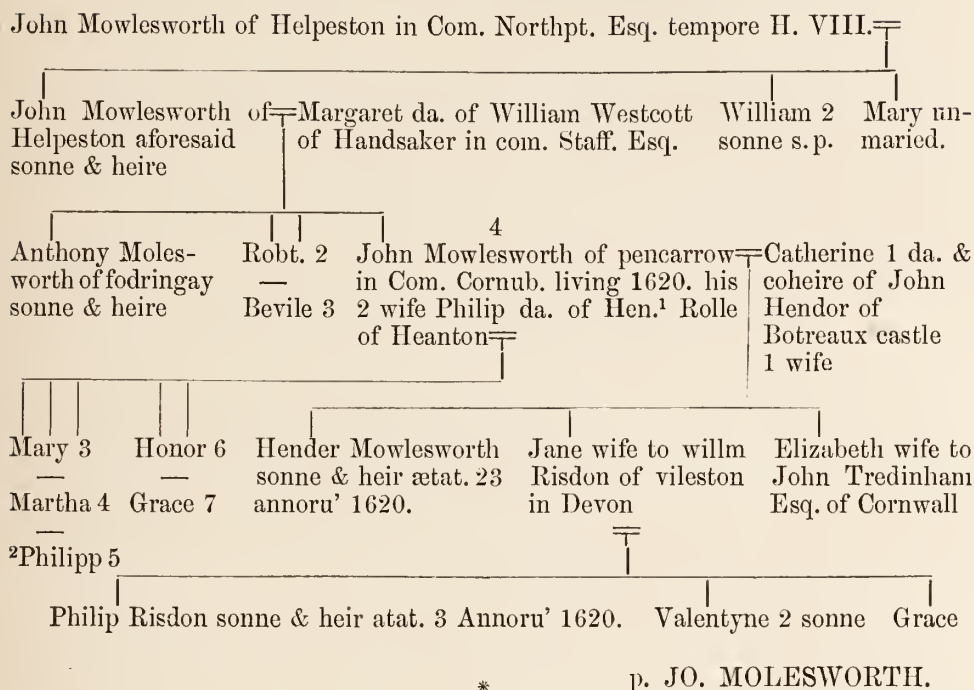 John Mowlesworth of Helpeston in Com. Northpt. Esq. tempore H. VIII.
John Mowlesworth of
Helpeston aforesaid
sonne & heire
Margaret da. of William Westcott
of Handsaker in com. Staff. Esq.
William 2
sonne s.p.
Mary un-
maried.
Anthony Moles-
worth of fodringay
sonne & heire
Robt. 2
—
Bevile 3
4
John Mowlesworth of pencarrow
in Com. Cornub. living 1620. his
2 wife Philip da. of Hen.¹ Rolle
of Heanton
Catherine 1 da. &
coheire of John
Hendor of
Botreaux castle
1 wife
Mary 3
—
Martha 4
—
²Philipp 5
Honor 6
—
Grace 7
Hender Mowlesworth
sonne & heir ætat. 23
annoru' 1620.
Jane wife to willm
Risdon of vileston
in Devon
Elizabeth wife to
John Tredinham
Esq. of Cornwall
Philip Risdon sonne & heir atat. 3 Annoru' 1620.
Valentyne 2 sonne
Grace
* p. JO. MOLESWORTH.